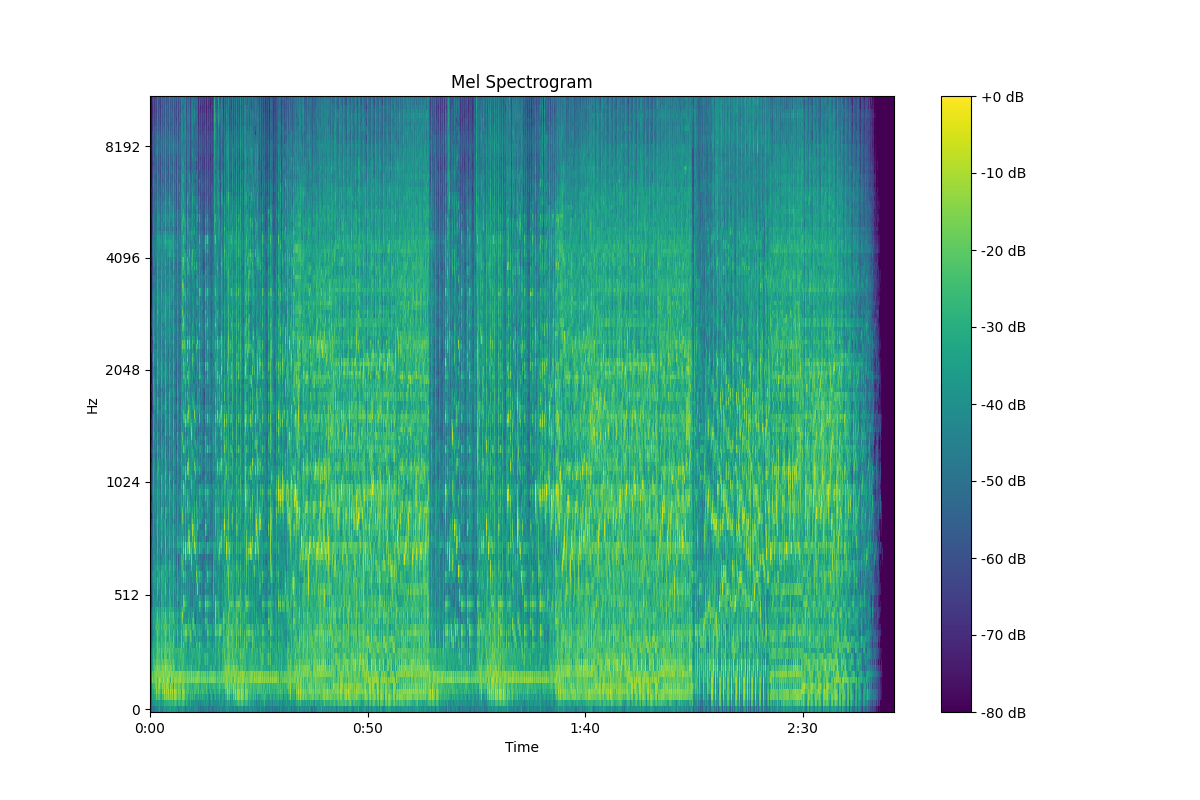 Mel Spectrogram
Hz
8192
4096
2048
1024
512
0
0:00
0:50
1:40
2:30
Time
+0 dB
-10 dB
-20 dB
-30 dB
-40 dB
-50 dB
-60 dB
-70 dB
-80 dB